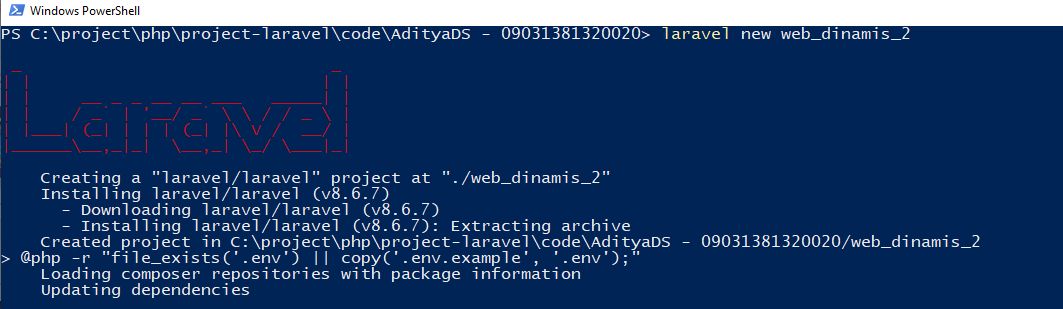 Windows PowerShell
PS C:\project\php\project-laravel\code\AdityaDS - 09031381320020> laravel new web_dinamis_2
Laravel
Creating a "laravel/laravel" project at "./web_dinamis_2"
Installing laravel/laravel (v8.6.7)
- Downloading laravel/laravel (v8.6.7)
- Installing laravel/laravel (v8.6.7): Extracting archive
Created project in C:\project\php\project-laravel\code\AdityaDS - 09031381320020/web_dinamis_2
> @php -r "file_exists('.env') || copy('.env.example', '.env');"
Loading composer repositories with package information
Updating dependencies